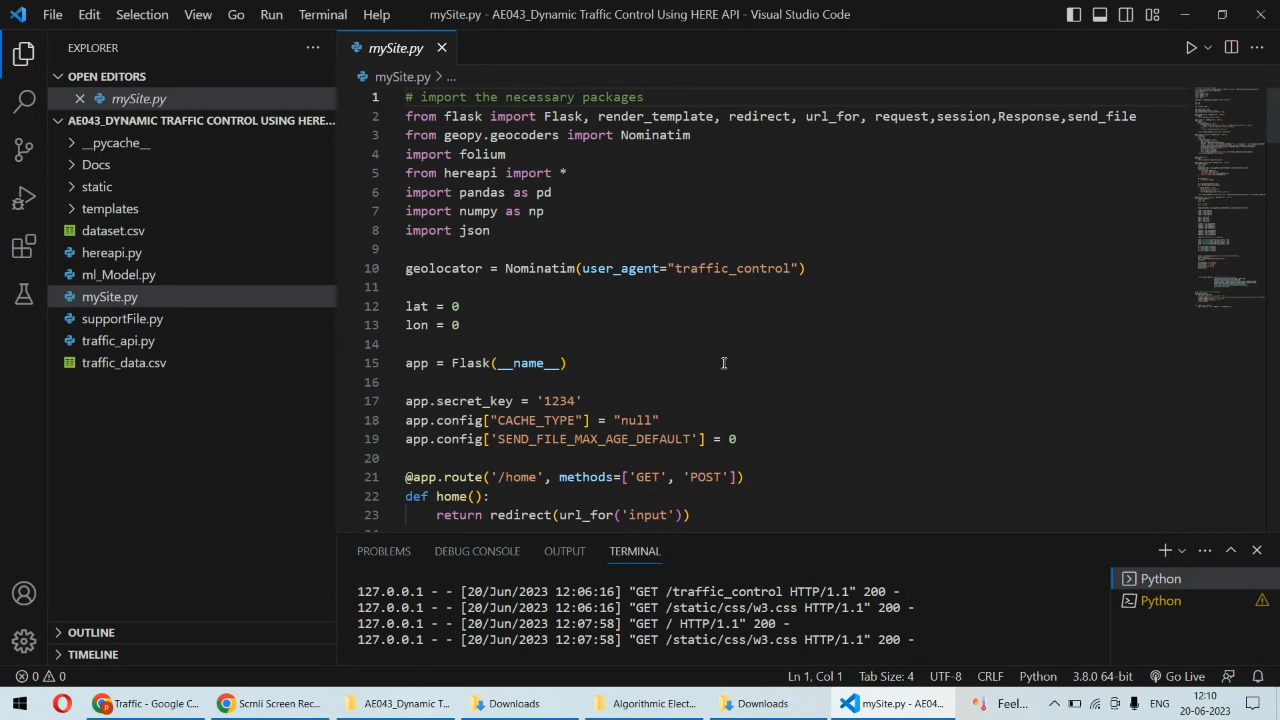 File Edit Selection View Go Run Terminal Help
mySite.py - AE043_Dynamic Traffic Control Using HERE API - Visual Studio Code
EXPLORER
OPEN EDITORS
mySite.py
AE043_DYNAMIC TRAFFIC CONTROL USING HERE...
__pycache__
Docs
static
templates
dataset.csv
hereapi.py
ml_Model.py
mySite.py
supportFile.py
traffic_api.py
traffic_data.csv
OUTLINE
TIMELINE
mySite.py
mySite.py > ...
1 # import the necessary packages
2 from flask import Flask, render_template, redirect, url_for, request,session,Response,send_
3 from geopy.geocoders import Nominatim
4 import folium
5 from hereapi import *
6 import pandas as pd
7 import numpy as np
8 import json
9
10 geolocator = Nominatim(user_agent="traffic_control")
11
12 lat = 0
13 lon = 0
14
15 app = Flask(__name__)
16
17 app.secret_key = '1234'
18 app.config["CACHE_TYPE"] = "null"
19 app.config['SEND_FILE_MAX_AGE_DEFAULT'] = 0
20
21 @app.route('/home', methods=['GET', 'POST'])
22 def home():
23 return redirect(url_for('input'))
PROBLEMS DEBUG CONSOLE OUTPUT TERMINAL
127.0.0.1 - - [20/Jun/2023 12:06:16] "GET /traffic_control HTTP/1.1" 200 -
127.0.0.1 - - [20/Jun/2023 12:06:16] "GET /static/css/w3.css HTTP/1.1" 200 -
127.0.0.1 - - [20/Jun/2023 12:07:58] "GET / HTTP/1.1" 200 -
127.0.0.1 - - [20/Jun/2023 12:07:58] "GET /static/css/w3.css HTTP/1.1" 200 -
Python
Python
0 0 Ln 1, Col 1 Tab Size: 4 UTF-8 CRLF Python 3.8.0 64-bit Go Live
Traffic - Google C... Scmli Screen Rec... AE043_Dynamic T... Downloads Algorithmic Elect... Downloads mySite.py - AE0... Feel... ENG 12:10
20-06-2023